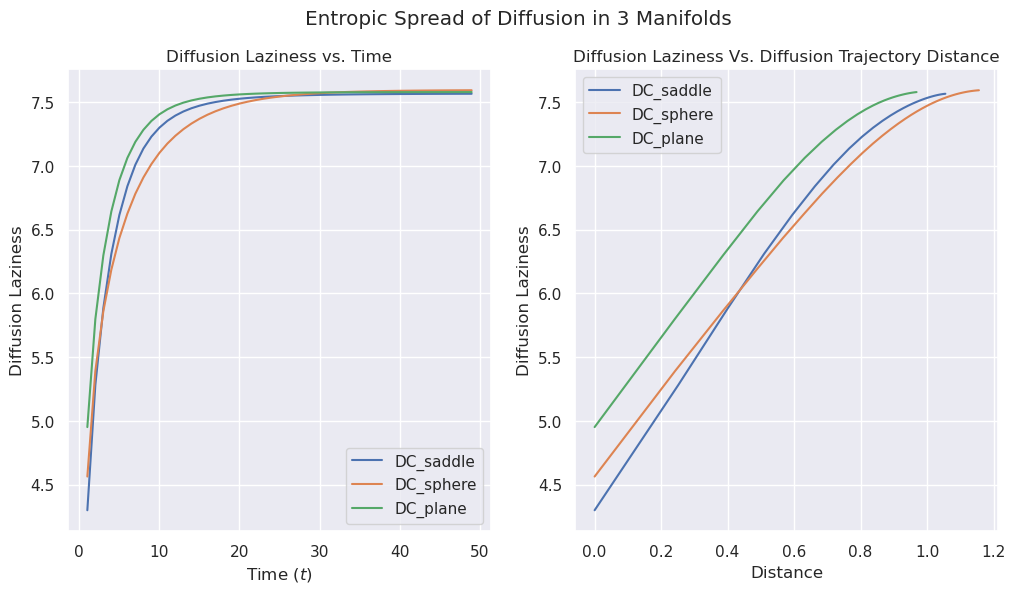 Entropic Spread of Diffusion in 3 Manifolds
Diffusion Laziness vs. Time
Diffusion Laziness
7.5
7.0
6.5
6.0
5.5
5.0
4.5
DC_saddle
DC_sphere
DC_plane
0 10 20 30 40 50
Time (t)
Diffusion Laziness Vs. Diffusion Trajectory Distance
Diffusion Laziness
7.5
7.0
6.5
6.0
5.5
5.0
4.5
DC_saddle
DC_sphere
DC_plane
0.0 0.2 0.4 0.6 0.8 1.0 1.2
Distance